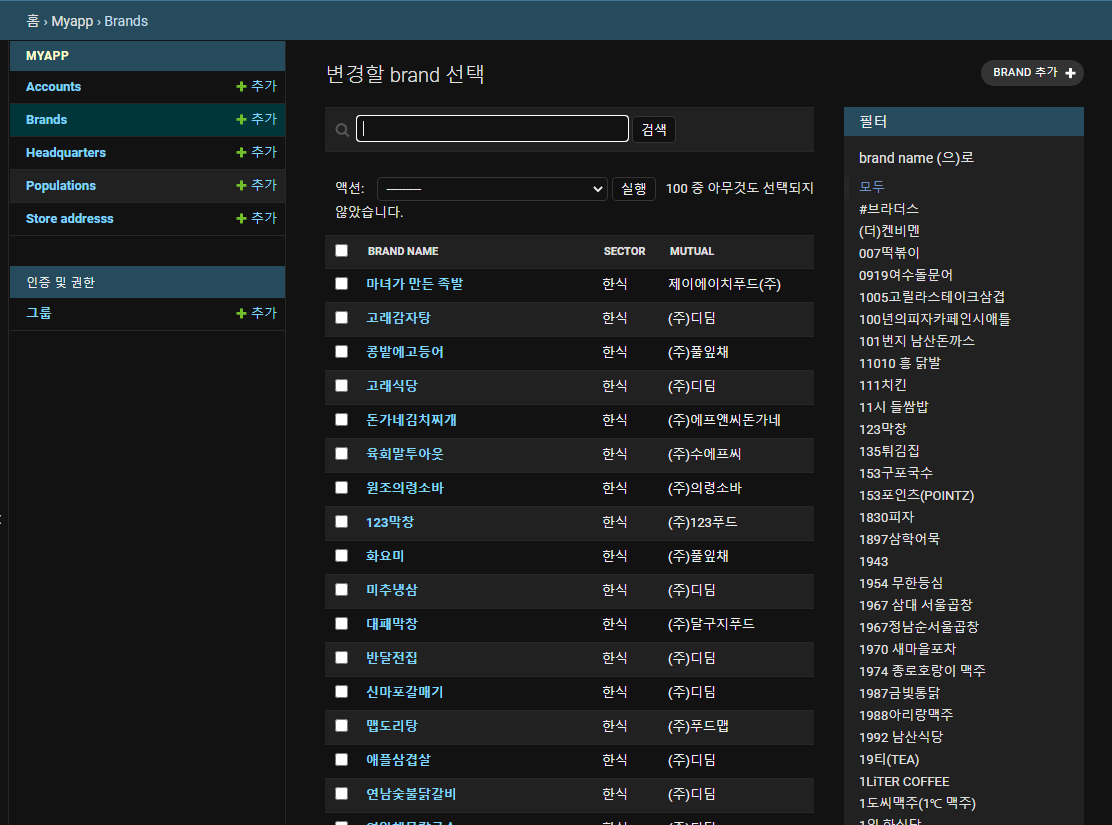 홈 › Myapp › Brands
MYAPP
Accounts + 추가
Brands + 추가
Headquarters + 추가
Populations + 추가
Store addresss + 추가
인증 및 권한
그룹 + 추가
변경할 brand 선택
BRAND 추가 +
검색
액션: --------- 실행 100 중 아무것도 선택되지
않았습니다.
BRAND NAME SECTOR MUTUAL
마녀가 만든 족발 한식 제이에이치푸드(주)
고래감자탕 한식 (주)디딤
콩밭에고등어 한식 (주)풀잎채
고래식당 한식 (주)디딤
돈가네김치찌개 한식 (주)에프앤씨돈가네
육회말투아웃 한식 (주)수에프씨
원조의령소바 한식 (주)의령소바
123막창 한식 (주)123푸드
화요미 한식 (주)풀잎채
미추냉삼 한식 (주)디딤
대패막창 한식 (주)달구지푸드
반달전집 한식 (주)디딤
신마포갈매기 한식 (주)디딤
맵도리탕 한식 (주)푸드맵
애플삼겹살 한식 (주)디딤
연남숯불닭갈비 한식 (주)디딤
한식 (주)디딤
필터
brand name (으)로
모두
#브라더스
(더)켄비멘
007떡볶이
0919여수돌문어
1005고릴라스테이크삼겹
100년의피자카페인시애틀
101번지 남산돈까스
11010 홍 닭발
111치킨
11시 들쌈밥
123막창
135튀김집
153구포국수
153포인츠(POINTZ)
1830피자
1897삼학어묵
1943
1954 무한등심
1967 삼대 서울곱창
1967정남순서울곱창
1970 새마을포차
1974 종로호랑이 맥주
1987금빛통닭
1988아리랑맥주
1992 남산식당
19티(TEA)
1LiTER COFFEE
1도씨맥주(1℃ 맥주)